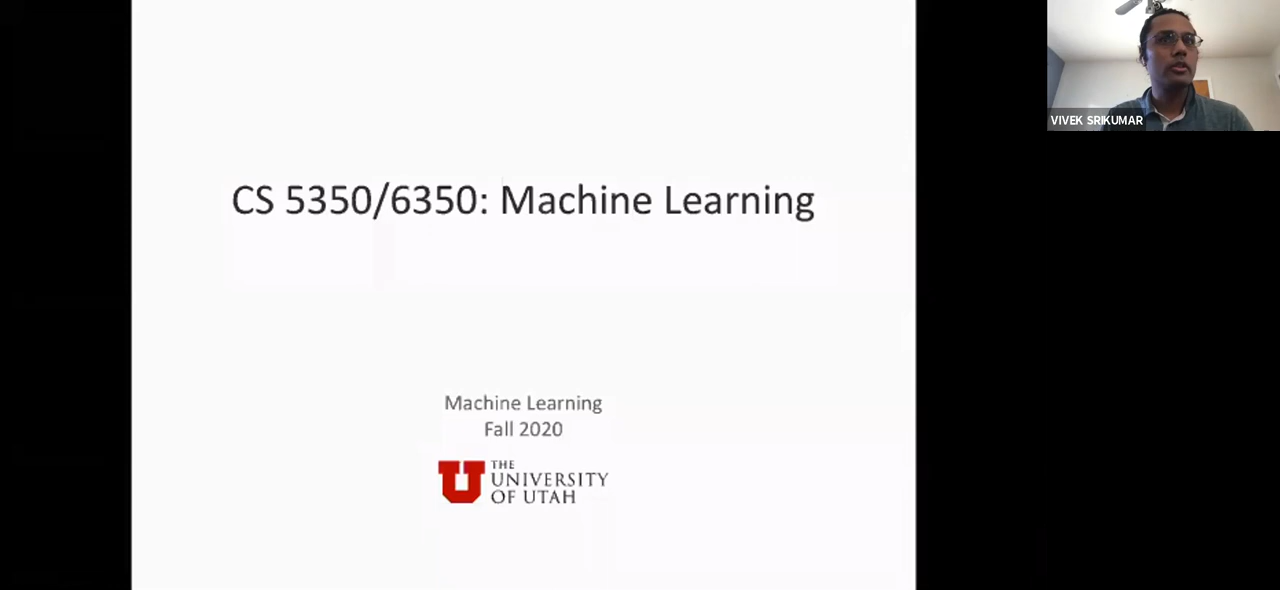 CS 5350/6350: Machine Learning
Machine Learning
Fall 2020
THE
UNIVERSITY
OF UTAH
VIVEK SRIKUMAR